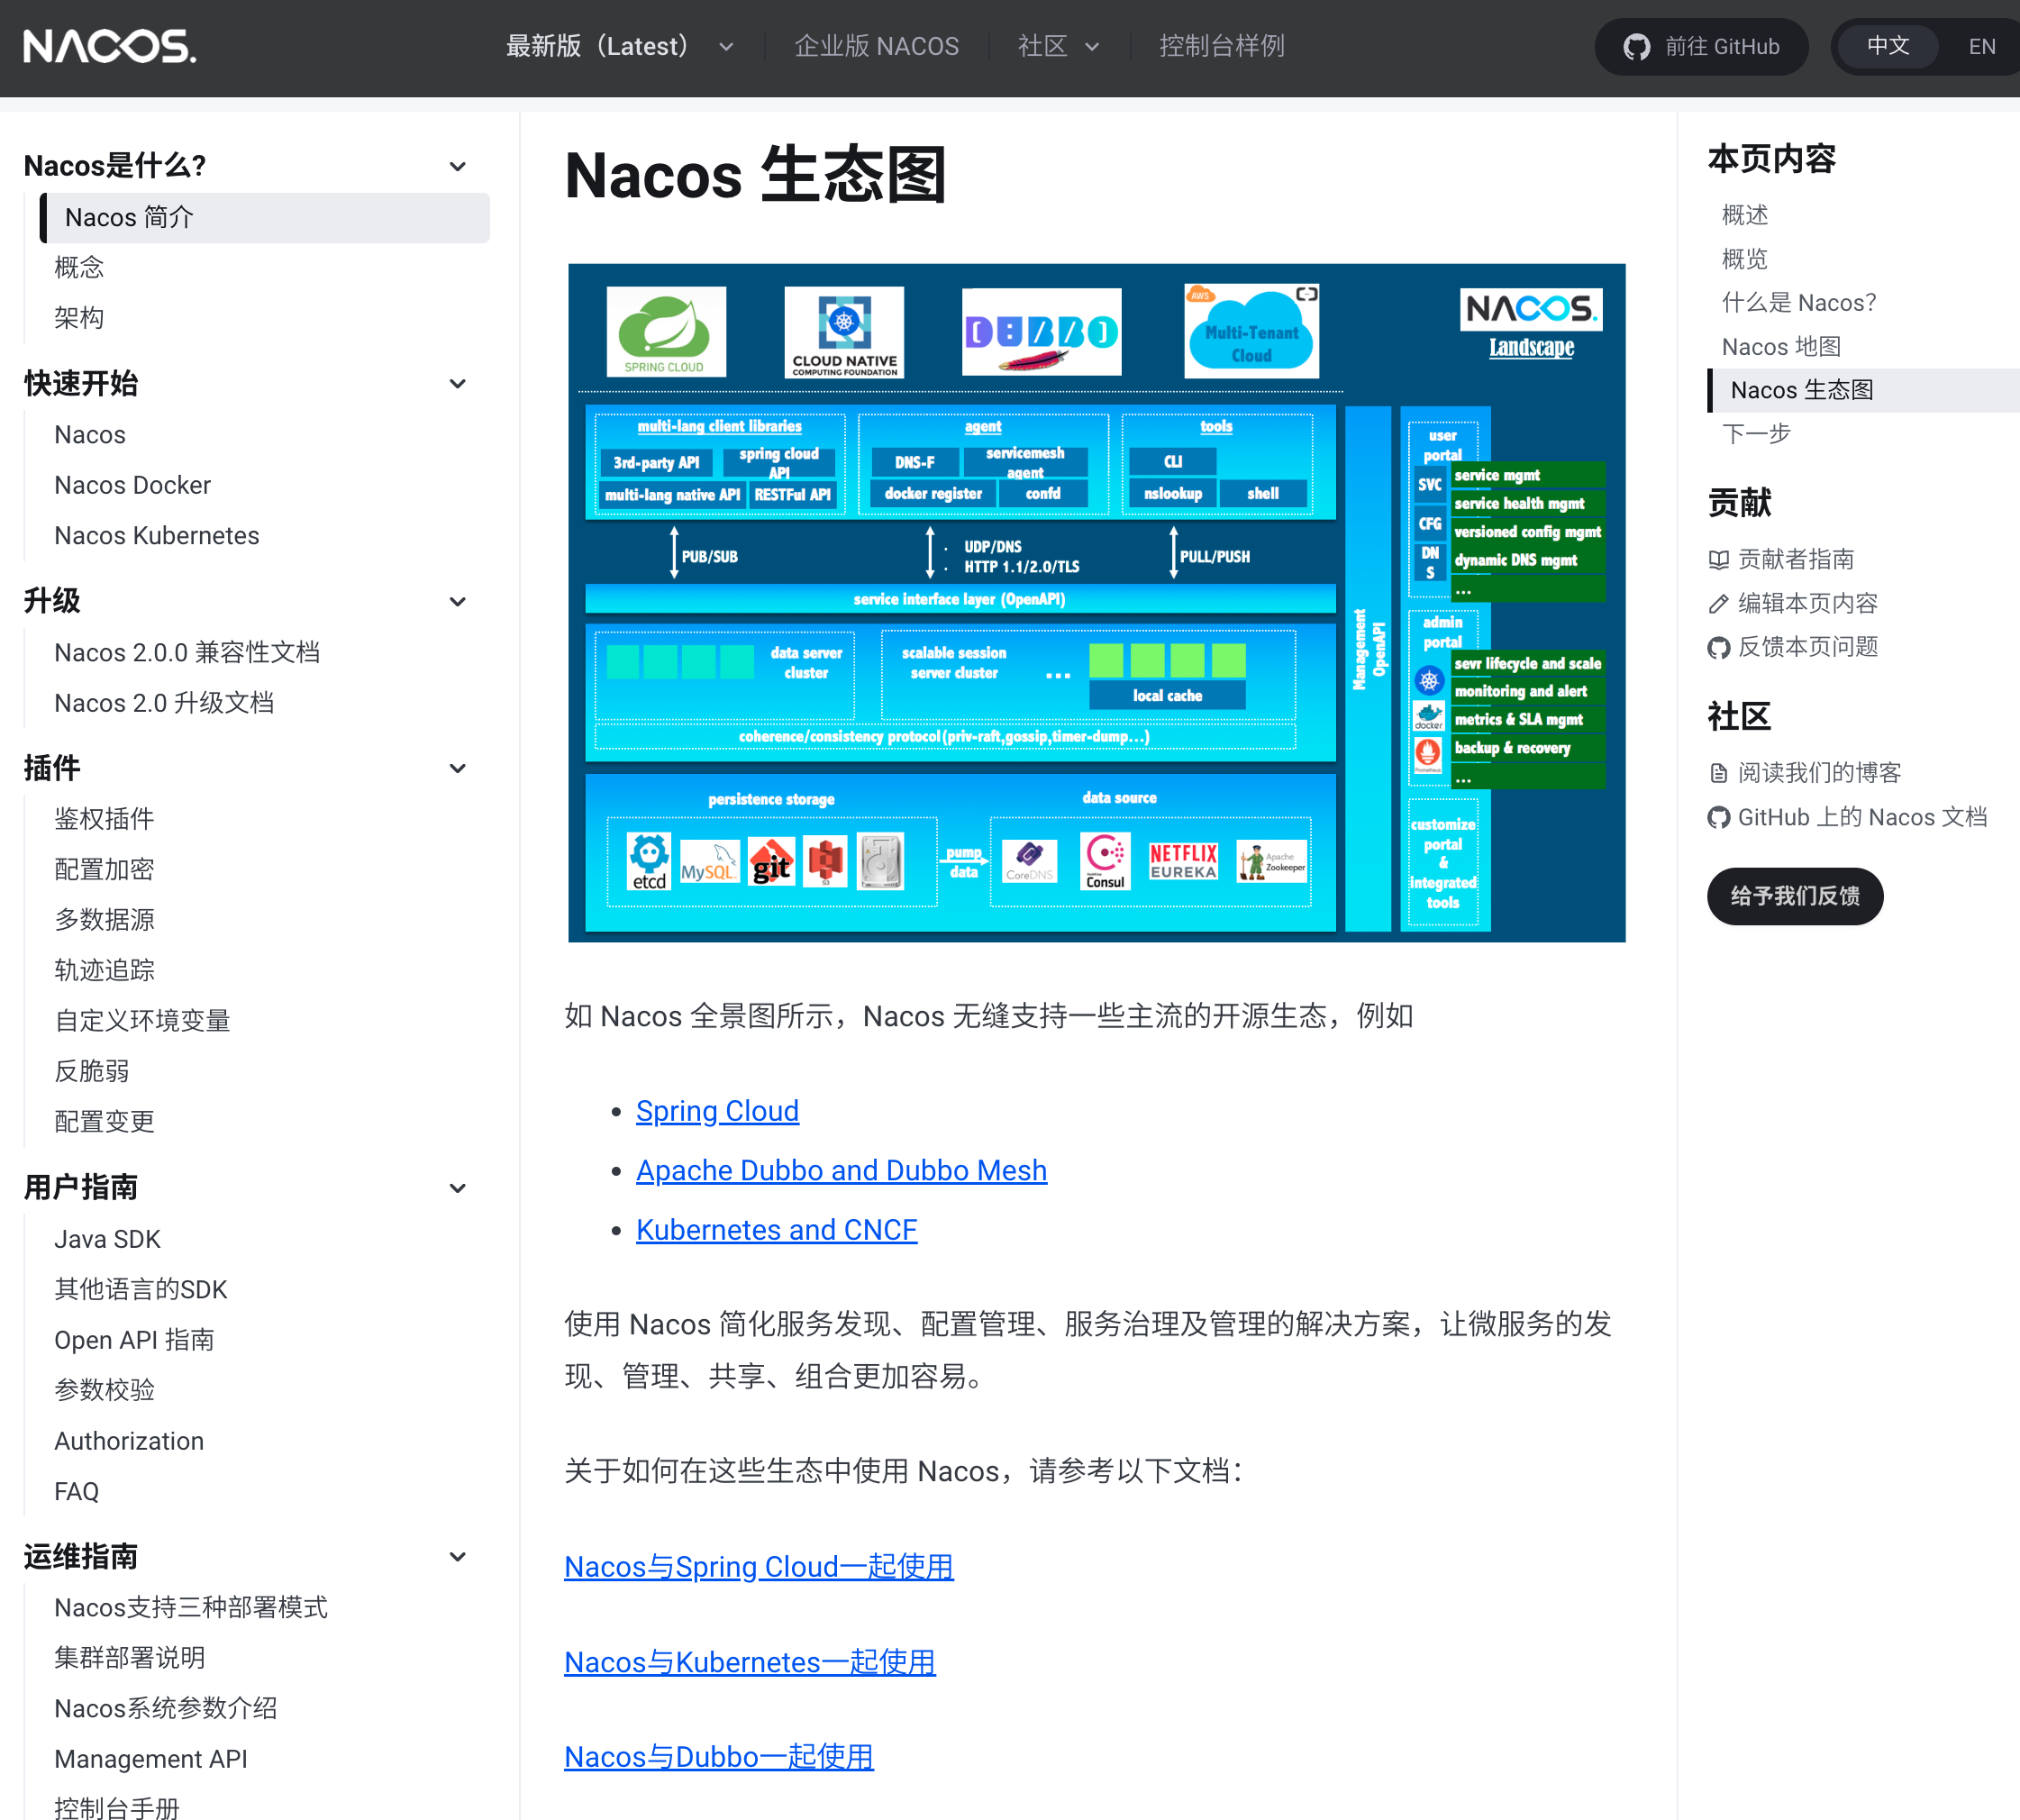 NACOS.
最新版（Latest）
企业版 NACOS
社区
控制台样例
前往 GitHub
中文
EN
Nacos是什么?
Nacos 简介
概念
架构
快速开始
Nacos
Nacos Docker
Nacos Kubernetes
升级
Nacos 2.0.0 兼容性文档
Nacos 2.0 升级文档
插件
鉴权插件
配置加密
多数据源
轨迹追踪
自定义环境变量
反脆弱
配置变更
用户指南
Java SDK
其他语言的SDK
Open API 指南
参数校验
Authorization
FAQ
运维指南
Nacos支持三种部署模式
集群部署说明
Nacos系统参数介绍
Management API
控制台手册
Nacos 生态图
SPRING CLOUD
CLOUD NATIVE
COMPUTING FOUNDATION
DUBBO
AWS
Multi-Tenant
Cloud
NACOS.
Landscape
multi-lang client libraries
3rd-party API
spring cloud
API
multi-lang native API
RESTFul API
agent
DNS-F
servicemesh
agent
docker register
confd
tools
CLI
nslookup
shell
PUB/SUB
UDP/DNS
HTTP 1.1/2.0/TLS
PULL/PUSH
service interface layer (OpenAPI)
data server
cluster
scalable session
server cluster
...
local cache
coherence/consistency protocol(priv-raft,gossip,timer-dump...)
persistence storage
etcd
MySQL
git
S3
pump
data
data source
CoreDNS
Consul
NETFLIX
EUREKA
Apache
Zookeeper
Management
OpenAPI
user
portal
SVC
CFG
DN
S
service mgmt
service health mgmt
versioned config mgmt
dynamic DNS mgmt
...
admin
portal
docker
Prometheus
sevr lifecycle and scale
monitoring and alert
metrics & SLA mgmt
backup & recovery
...
customize
portal
&
integrated
tools
如 Nacos 全景图所示，Nacos 无缝支持一些主流的开源生态，例如
• Spring Cloud
• Apache Dubbo and Dubbo Mesh
• Kubernetes and CNCF
使用 Nacos 简化服务发现、配置管理、服务治理及管理的解决方案，让微服务的发
现、管理、共享、组合更加容易。
关于如何在这些生态中使用 Nacos，请参考以下文档：
Nacos与Spring Cloud一起使用
Nacos与Kubernetes一起使用
Nacos与Dubbo一起使用
本页内容
概述
概览
什么是 Nacos？
Nacos 地图
Nacos 生态图
下一步
贡献
贡献者指南
编辑本页内容
反馈本页问题
社区
阅读我们的博客
GitHub 上的 Nacos 文档
给予我们反馈